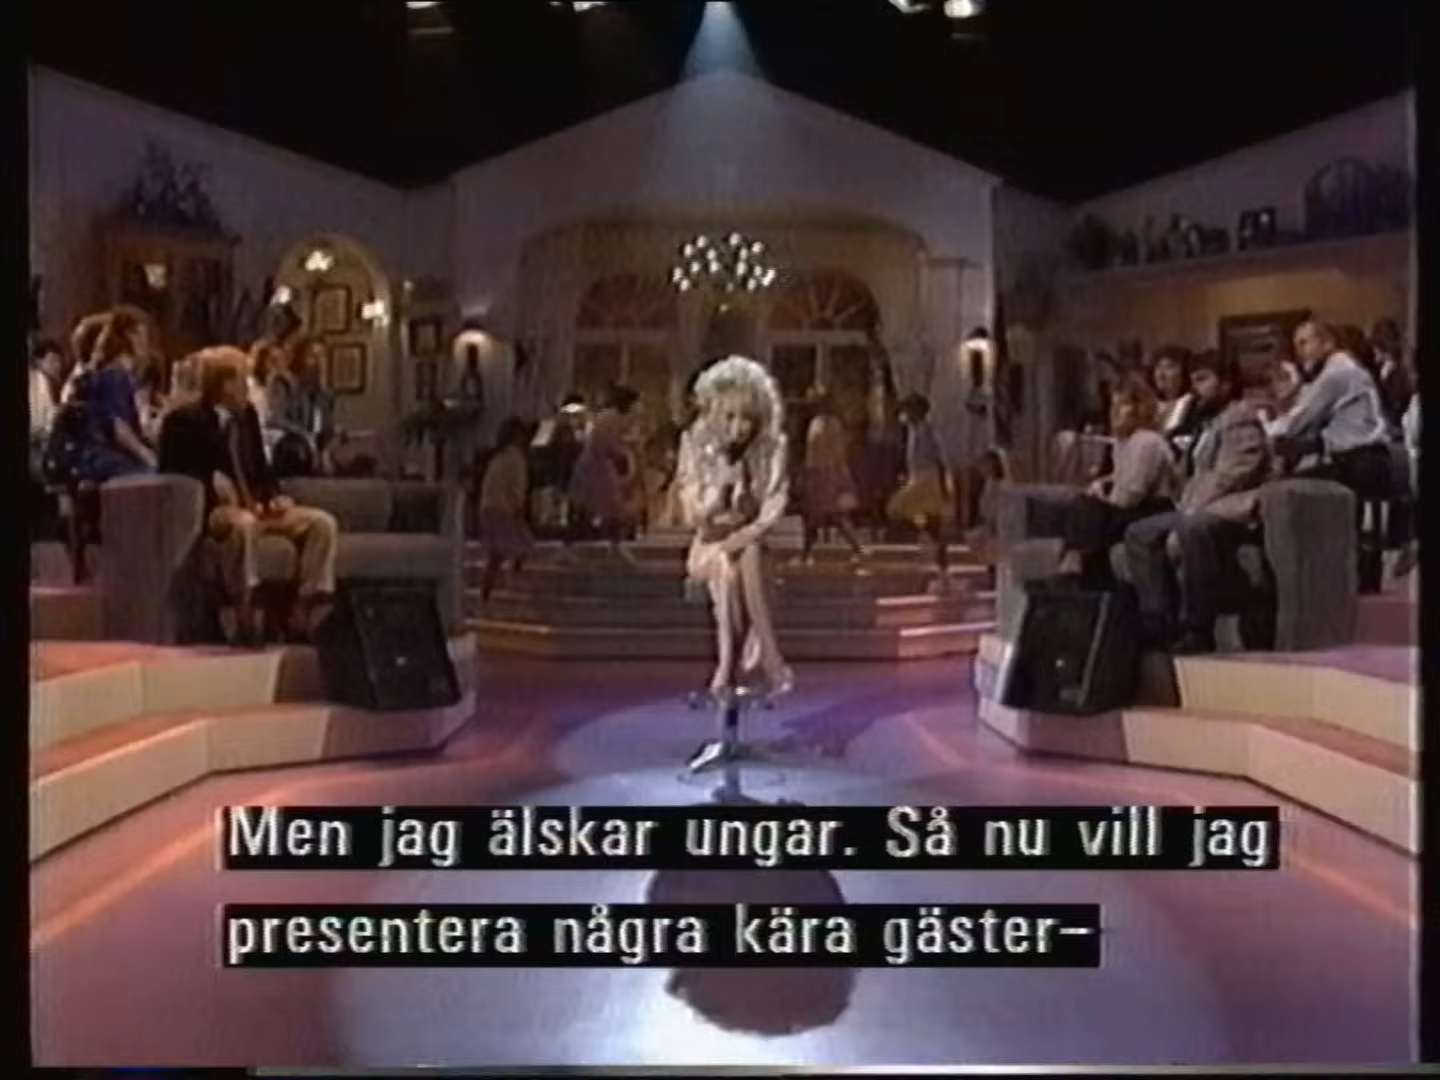 Men jag älskar ungar. Så nu vill jag
presentera några kära gäster–